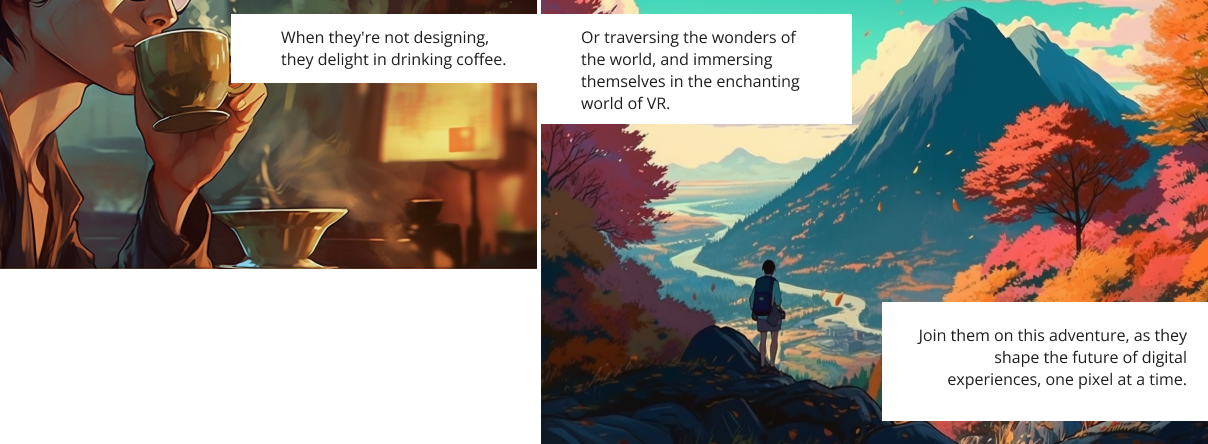 When they're not designing,
they delight in drinking coffee.
Or traversing the wonders of
the world, and immersing
themselves in the enchanting
world of VR.
Join them on this adventure, as they
shape the future of digital
experiences, one pixel at a time.